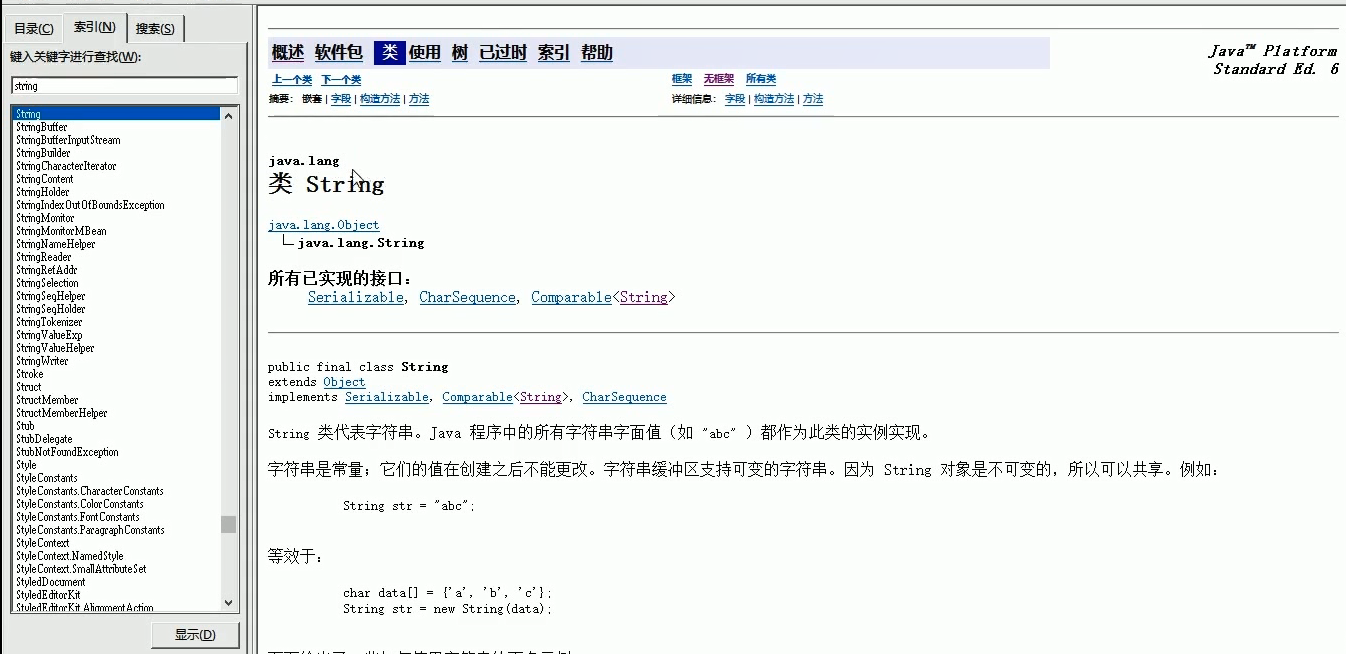 目录(C) 索引(N) 搜索(S)
键入关键字进行查找(W):
string
String
StringBuffer
StringBufferInputStream
StringBuilder
StringCharacterIterator
StringContent
StringHolder
StringIndexOutOfBoundsException
StringMonitor
StringMonitorMBean
StringNameHelper
StringReader
StringRefAddr
StringSelection
StringSeqHelper
StringSeqHolder
StringTokenizer
StringValueExp
StringValueHelper
StringWriter
Stroke
Struct
StructMember
StructMemberHelper
Stub
StubDelegate
StubNotFoundException
Style
StyleConstants
StyleConstants.CharacterConstants
StyleConstants.ColorConstants
StyleConstants.FontConstants
StyleConstants.ParagraphConstants
StyleContext
StyleContext.NamedStyle
StyleContext.SmallAttributeSet
StyledDocument
StyledEditorKit
StyledEditorKit.AlignmentAction
显示(D)
概述 软件包 类 使用 树 已过时 索引 帮助
Java™ Platform
Standard Ed. 6
上一个类 下一个类 框架 无框架 所有类
摘要: 嵌套 | 字段 | 构造方法 | 方法 详细信息: 字段 | 构造方法 | 方法
java.lang
类 String
java.lang.Object
java.lang.String
所有已实现的接口:
Serializable, CharSequence, Comparable<String>
public final class String
extends Object
implements Serializable, Comparable<String>, CharSequence
String 类代表字符串。Java 程序中的所有字符串字面值（如 "abc" ）都作为此类的实例实现。
字符串是常量；它们的值在创建之后不能更改。字符串缓冲区支持可变的字符串。因为 String 对象是不可变的，所以可以共享。例如：
String str = "abc";
等效于：
char data[] = {'a', 'b', 'c'};
String str = new String(data);